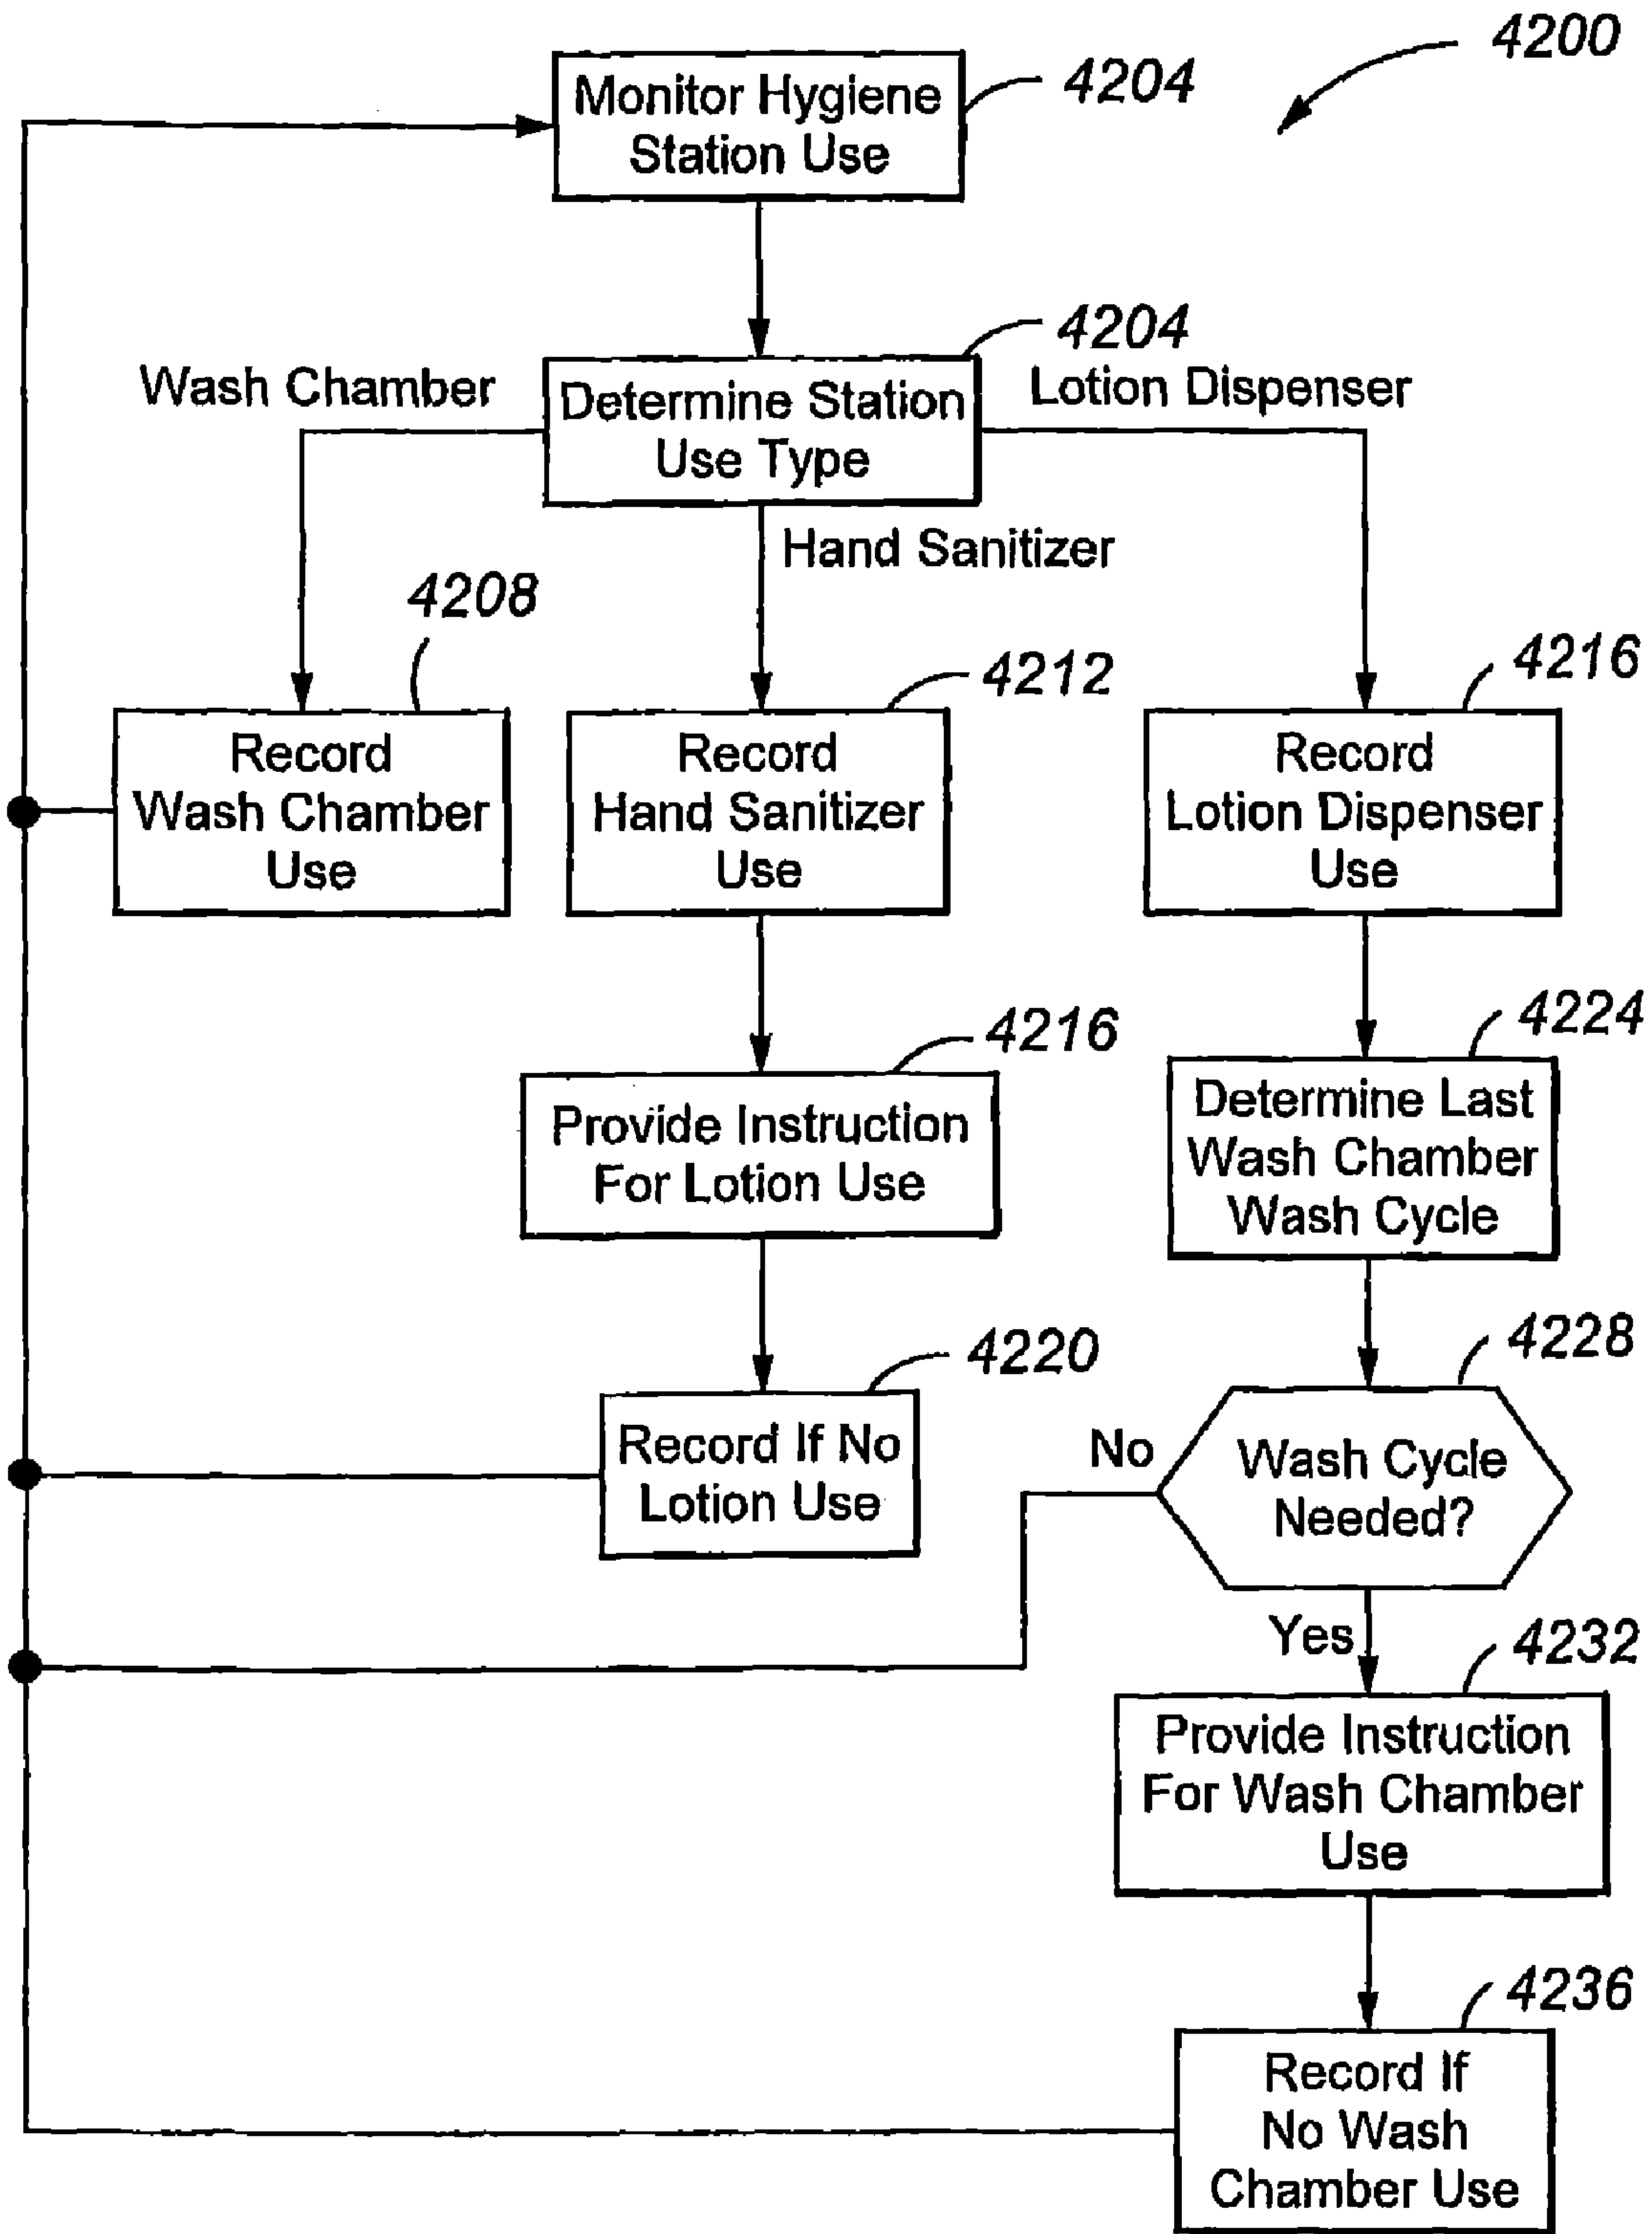 4200
Monitor Hygiene
Station Use
4204
4204
Wash Chamber
Determine Station
Use Type
Lotion Dispenser
Hand Sanitizer
4208
4212
4216
Record
Wash Chamber
Use
Record
Hand Sanitizer
Use
Record
Lotion Dispenser
Use
4216
Provide Instruction
For Lotion Use
4224
Determine Last
Wash Chamber
Wash Cycle
4220
Record If No
Lotion Use
4228
No
Wash Cycle
Needed?
Yes
4232
Provide Instruction
For Wash Chamber
Use
4236
Record If
No Wash
Chamber Use